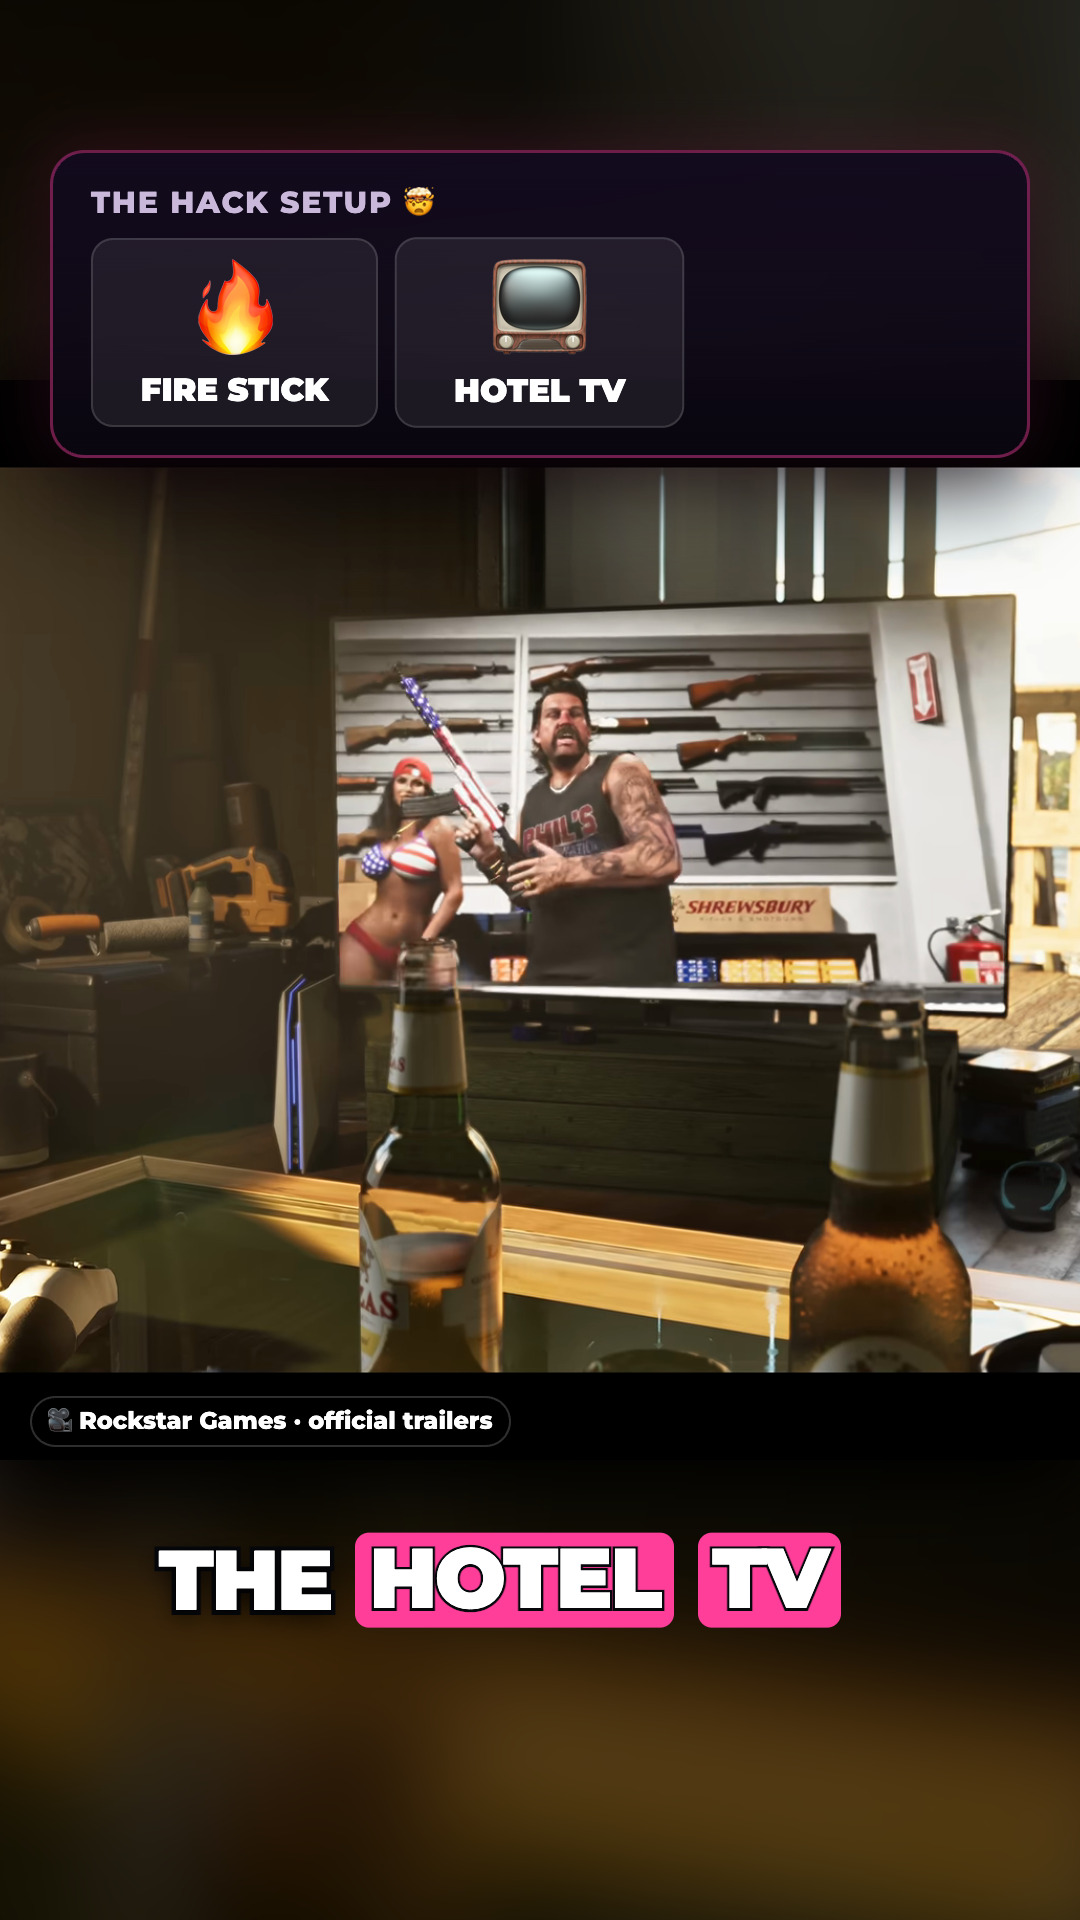 THE HACK SETUP
FIRE STICK
HOTEL TV
PHIL'S
SHREWSBURY
Rockstar Games • official trailers
THE HOTEL TV